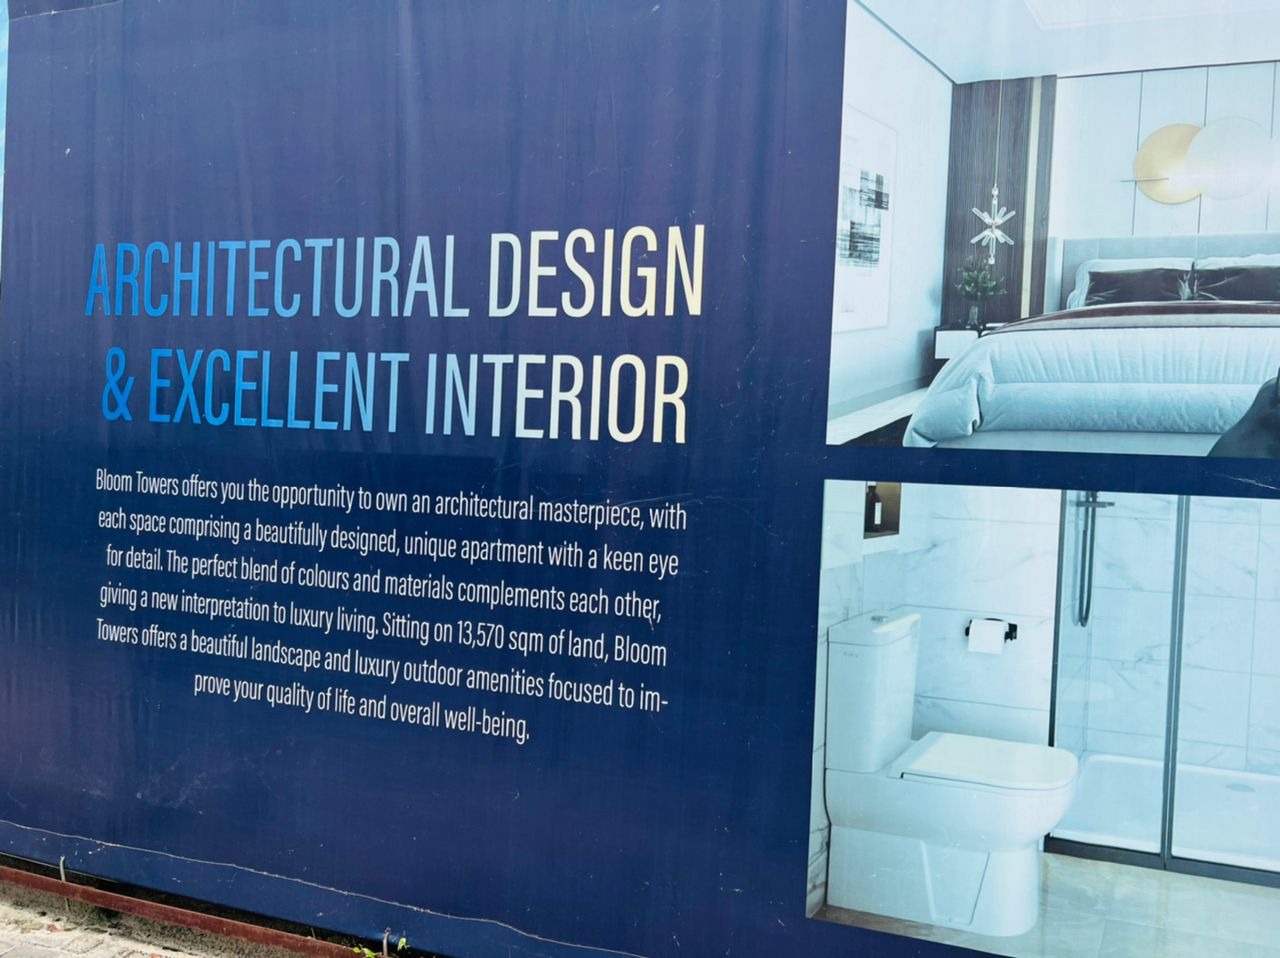 ARCHITECTURAL DESIGN
& EXCELLENT INTERIOR
Bloom Towers offers you the opportunity to own an architectural masterpiece, with
each space comprising a beautifully designed, unique apartment with a keen eye
for detail. The perfect blend of colours and materials complements each other,
giving a new interpretation to luxury living. Sitting on 13,570 sqm of land, Bloom
Towers offers a beautiful landscape and luxury outdoor amenities focused to im-
prove your quality of life and overall well-being.